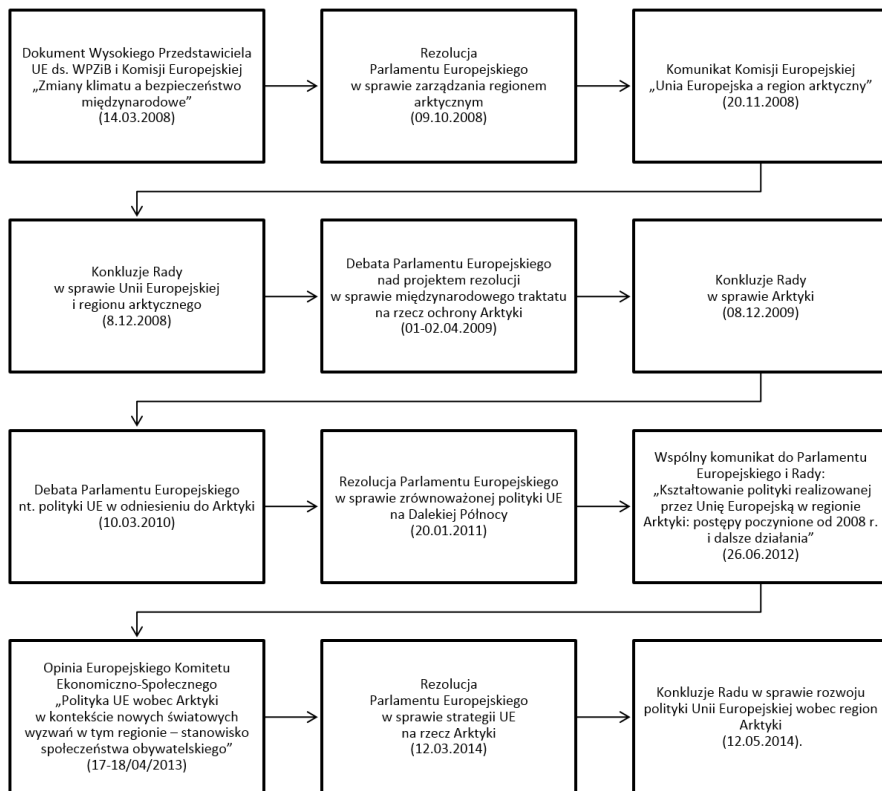 Dokument Wysokiego Przedstawiciela
UE ds. WPZiB i Komisji Europejskiej
„Zmiany klimatu a bezpieczeństwo
międzynarodowe”
(14.03.2008)
Rezolucja
Parlamentu Europejskiego
w sprawie zarządzania regionem
arktycznym
(09.10.2008)
Komunikat Komisji Europejskiej
„Unia Europejska a region arktyczny”
(20.11.2008)
Konkluzje Rady
w sprawie Unii Europejskiej
i regionu arktycznego
(8.12.2008)
Debata Parlamentu Europejskiego
nad projektem rezolucji
w sprawie międzynarodowego traktatu
na rzecz ochrony Arktyki
(01-02.04.2009)
Konkluzje Rady
w sprawie Arktyki
(08.12.2009)
Debata Parlamentu Europejskiego
nt. polityki UE w odniesieniu do Arktyki
(10.03.2010)
Rezolucja Parlamentu Europejskiego
w sprawie zrównoważonej polityki UE
na Dalekiej Północy
(20.01.2011)
Wspólny komunikat do Parlamentu
Europejskiego i Rady:
„Kształtowanie polityki realizowanej
przez Unię Europejską w regionie
Arktyki: postępy poczynione od 2008 r.
i dalsze działania”
(26.06.2012)
Opinia Europejskiego Komitetu
Ekonomiczno-Społecznego
„Polityka UE wobec Arktyki
w kontekście nowych światowych
wyzwań w tym regionie – stanowisko
społeczeństwa obywatelskiego”
(17-18/04/2013)
Rezolucja
Parlamentu Europejskiego
w sprawie strategii UE
na rzecz Arktyki
(12.03.2014)
Konkluzje Radu w sprawie rozwoju
polityki Unii Europejskiej wobec region
Arktyki
(12.05.2014).